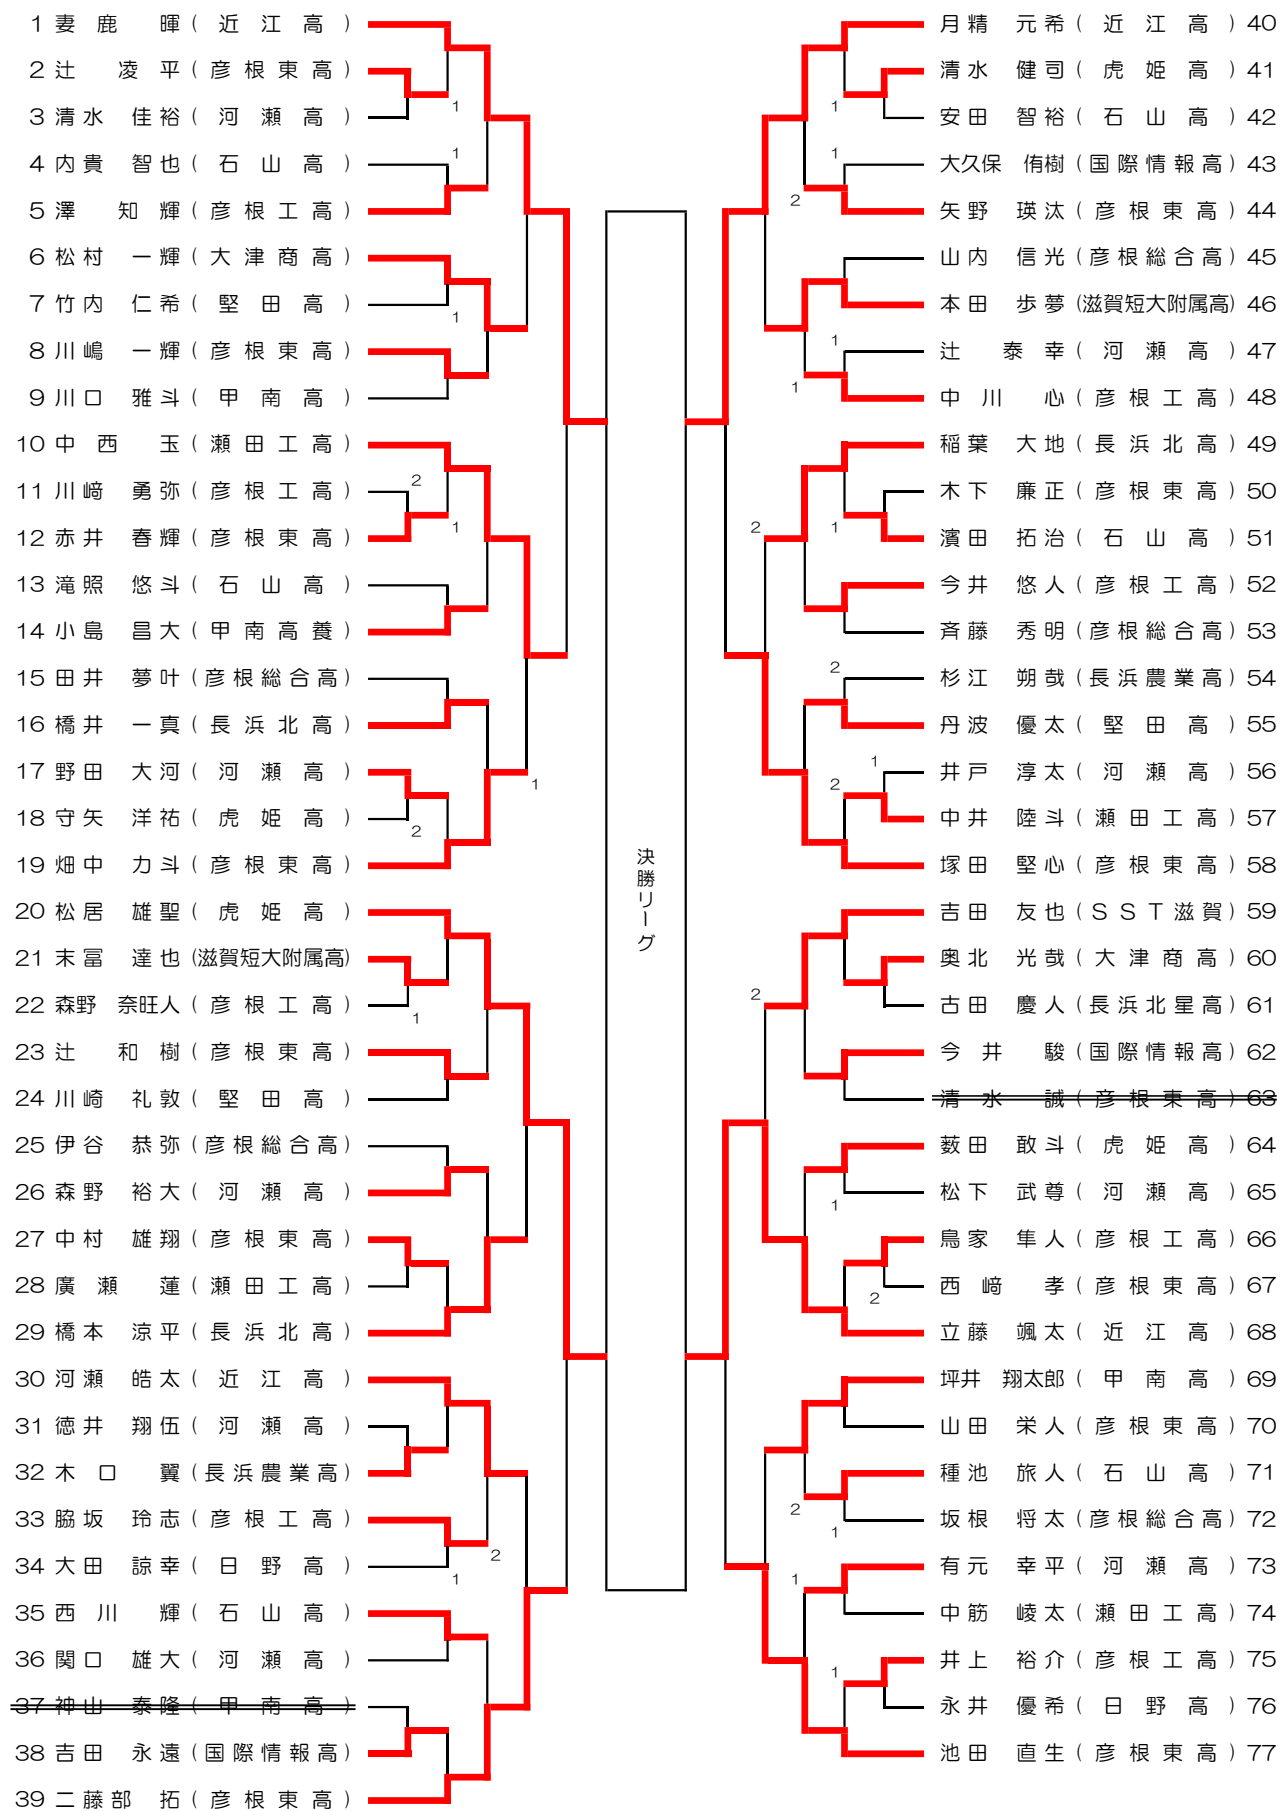 1 妻鹿 暉 ( 近江高 )
2 辻 凌平 ( 彦根東高 )
1
3 清水 佳裕 ( 河瀬高 )
4 内貴 智也 ( 石山高 )
1
5 澤 知輝 ( 彦根工高 )
6 松村 一輝 ( 大津商高 )
7 竹内 仁希 ( 堅田高 )
1
8 川嶋 一輝 ( 彦根東高 )
9 川口 雅斗 ( 甲南高 )
10 中西 玉 ( 瀬田工高 )
11 川﨑 勇弥 ( 彦根工高 )
2
12 赤井 春輝 ( 彦根東高 )
1
13 滝照 悠斗 ( 石山高 )
14 小島 昌大 ( 甲南高養 )
15 田井 夢叶 ( 彦根総合高 )
16 橋井 一真 ( 長浜北高 )
17 野田 大河 ( 河瀬高 )
1
18 守矢 洋祐 ( 虎姫高 )
2
19 畑中 力斗 ( 彦根東高 )
20 松居 雄聖 ( 虎姫高 )
21 末冨 達也 (滋賀短大附属高)
22 森野 奈旺人 ( 彦根工高 )
1
23 辻 和樹 ( 彦根東高 )
24 川崎 礼敦 ( 堅田高 )
25 伊谷 恭弥 ( 彦根総合高 )
26 森野 裕大 ( 河瀬高 )
27 中村 雄翔 ( 彦根東高 )
28 廣瀬 蓮 ( 瀬田工高 )
29 橋本 涼平 ( 長浜北高 )
30 河瀬 皓太 ( 近江高 )
31 徳井 翔伍 ( 河瀬高 )
32 木口 翼 ( 長浜農業高 )
33 脇坂 玲志 ( 彦根工高 )
2
34 大田 諒幸 ( 日野高 )
1
35 西川 輝 ( 石山高 )
36 関口 雄大 ( 河瀬高 )
37 神山 泰隆 ( 甲南高 )
38 吉田 永遠 ( 国際情報高 )
39 二藤部 拓 ( 彦根東高 )
決勝リーグ
月精 元希 ( 近江高 ) 40
清水 健司 ( 虎姫高 ) 41
1
安田 智裕 ( 石山高 ) 42
1
大久保 侑樹 ( 国際情報高 ) 43
2
矢野 瑛汰 ( 彦根東高 ) 44
山内 信光 ( 彦根総合高 ) 45
本田 歩夢 (滋賀短大附属高) 46
1
辻 泰幸 ( 河瀬高 ) 47
1
中川 心 ( 彦根工高 ) 48
稲葉 大地 ( 長浜北高 ) 49
木下 廉正 ( 彦根東高 ) 50
2
1
濱田 拓治 ( 石山高 ) 51
今井 悠人 ( 彦根工高 ) 52
斉藤 秀明 ( 彦根総合高 ) 53
2
杉江 朔哉 ( 長浜農業高 ) 54
丹波 優太 ( 堅田高 ) 55
1
井戸 淳太 ( 河瀬高 ) 56
2
中井 陸斗 ( 瀬田工高 ) 57
塚田 堅心 ( 彦根東高 ) 58
吉田 友也 ( SST滋賀 ) 59
奥北 光哉 ( 大津商高 ) 60
2
古田 慶人 ( 長浜北星高 ) 61
今井 駿 ( 国際情報高 ) 62
清水 誠 ( 彦根東高 ) 63
薮田 敢斗 ( 虎姫高 ) 64
松下 武尊 ( 河瀬高 ) 65
1
鳥家 隼人 ( 彦根工高 ) 66
西﨑 孝 ( 彦根東高 ) 67
2
立藤 颯太 ( 近江高 ) 68
坪井 翔太郎 ( 甲南高 ) 69
山田 栄人 ( 彦根東高 ) 70
種池 旅人 ( 石山高 ) 71
2
坂根 将太 ( 彦根総合高 ) 72
1
有元 幸平 ( 河瀬高 ) 73
1
中筋 崚太 ( 瀬田工高 ) 74
井上 裕介 ( 彦根工高 ) 75
1
永井 優希 ( 日野高 ) 76
池田 直生 ( 彦根東高 ) 77